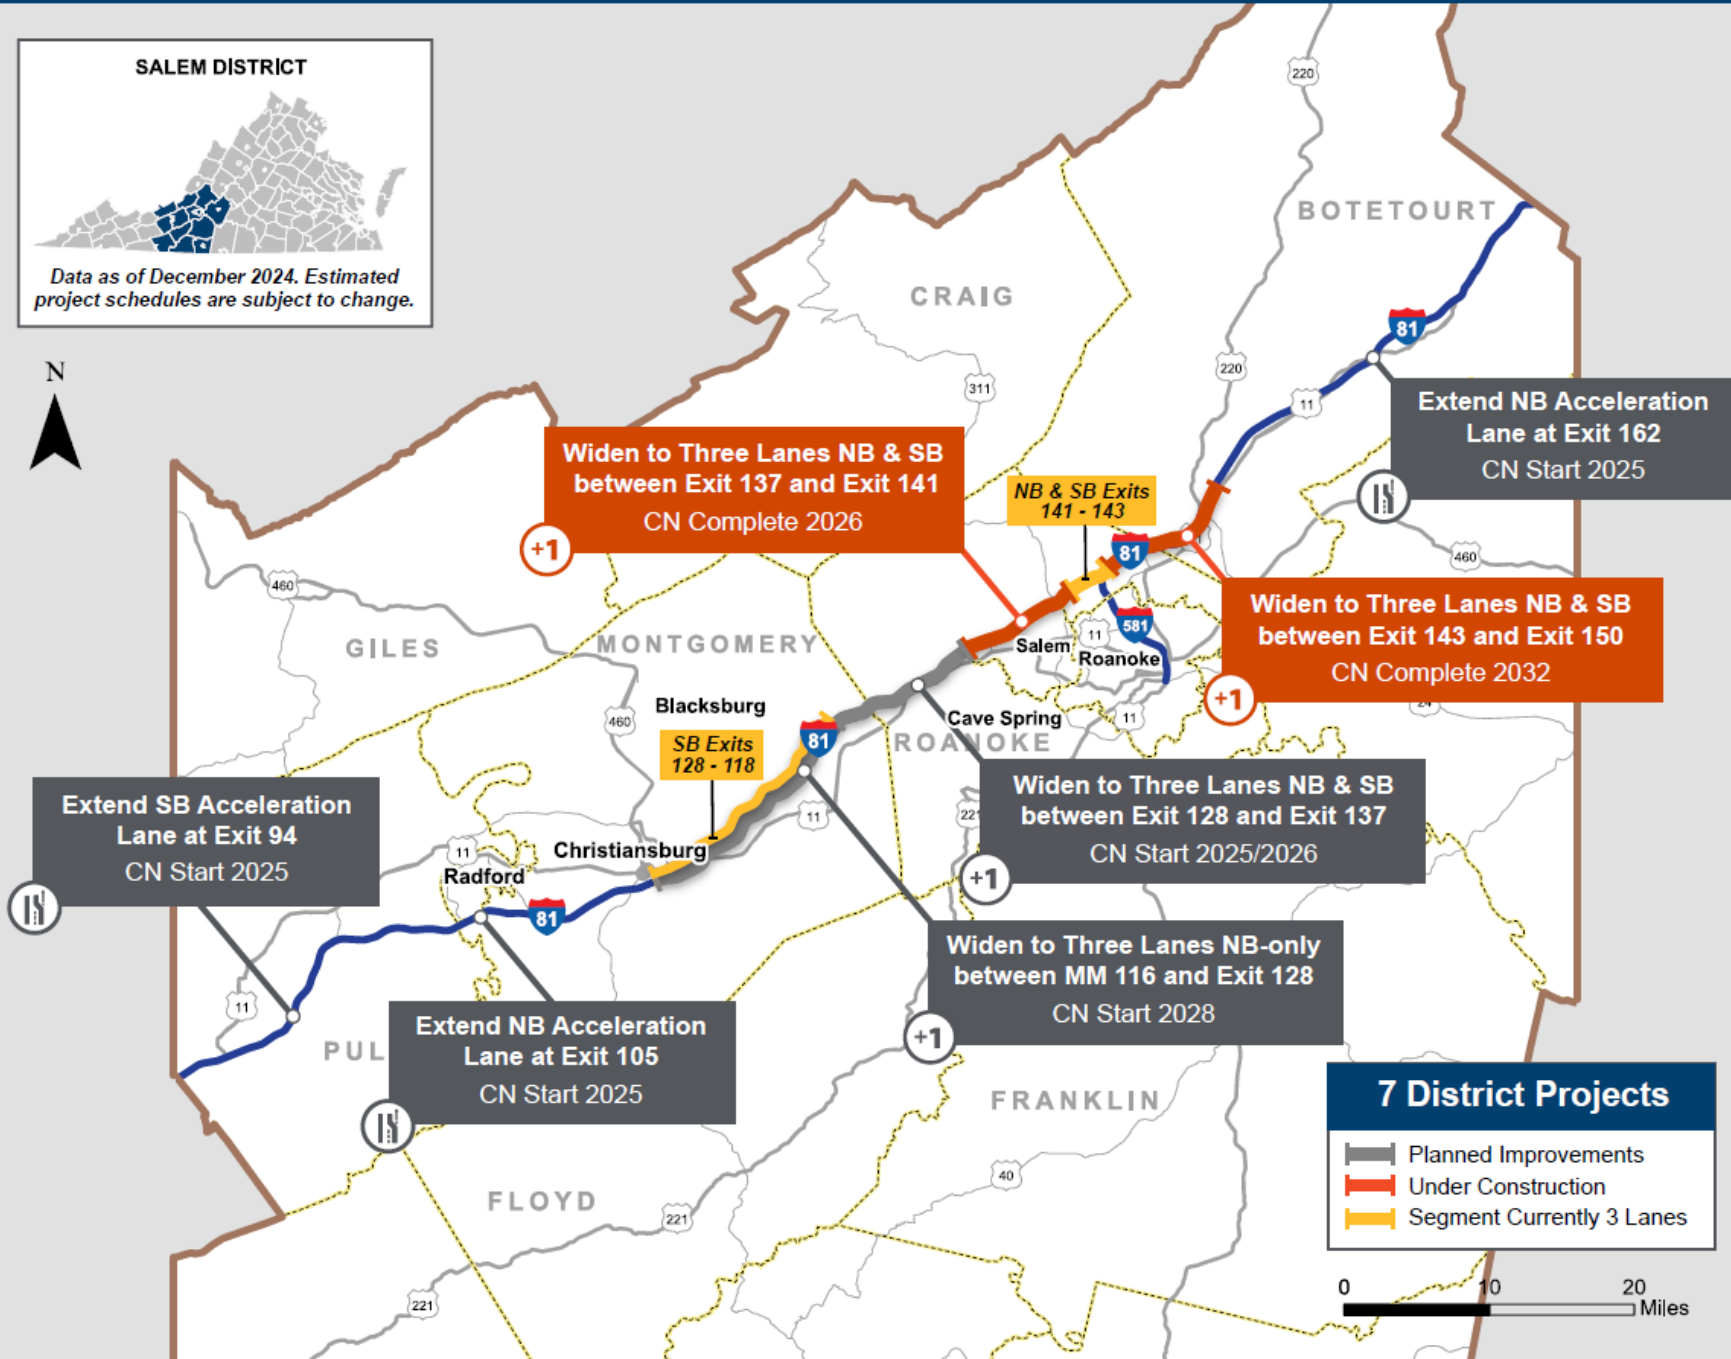 SALEM DISTRICT
Data as of December 2024. Estimated
project schedules are subject to change.
N
220
BOTETOURT
CRAIG
81
311
220
11
Extend NB Acceleration
Lane at Exit 162
CN Start 2025
Widen to Three Lanes NB & SB
between Exit 137 and Exit 141
CN Complete 2026
+1
NB & SB Exits
141 - 143
81
460
460
Widen to Three Lanes NB & SB
between Exit 143 and Exit 150
CN Complete 2032
+1
581
11
GILES
MONTGOMERY
Salem
Roanoke
Blacksburg
460
SB Exits
128 - 118
81
Cave Spring
11
24
ROANOKE
Widen to Three Lanes NB & SB
between Exit 128 and Exit 137
CN Start 2025/2026
+1
Extend SB Acceleration
Lane at Exit 94
CN Start 2025
11
221
11
Christiansburg
Radford
81
Widen to Three Lanes NB-only
between MM 116 and Exit 128
CN Start 2028
+1
11
PUL
Extend NB Acceleration
Lane at Exit 105
CN Start 2025
FRANKLIN
40
FLOYD
221
221
7 District Projects
Planned Improvements
Under Construction
Segment Currently 3 Lanes
0 10 20
Miles